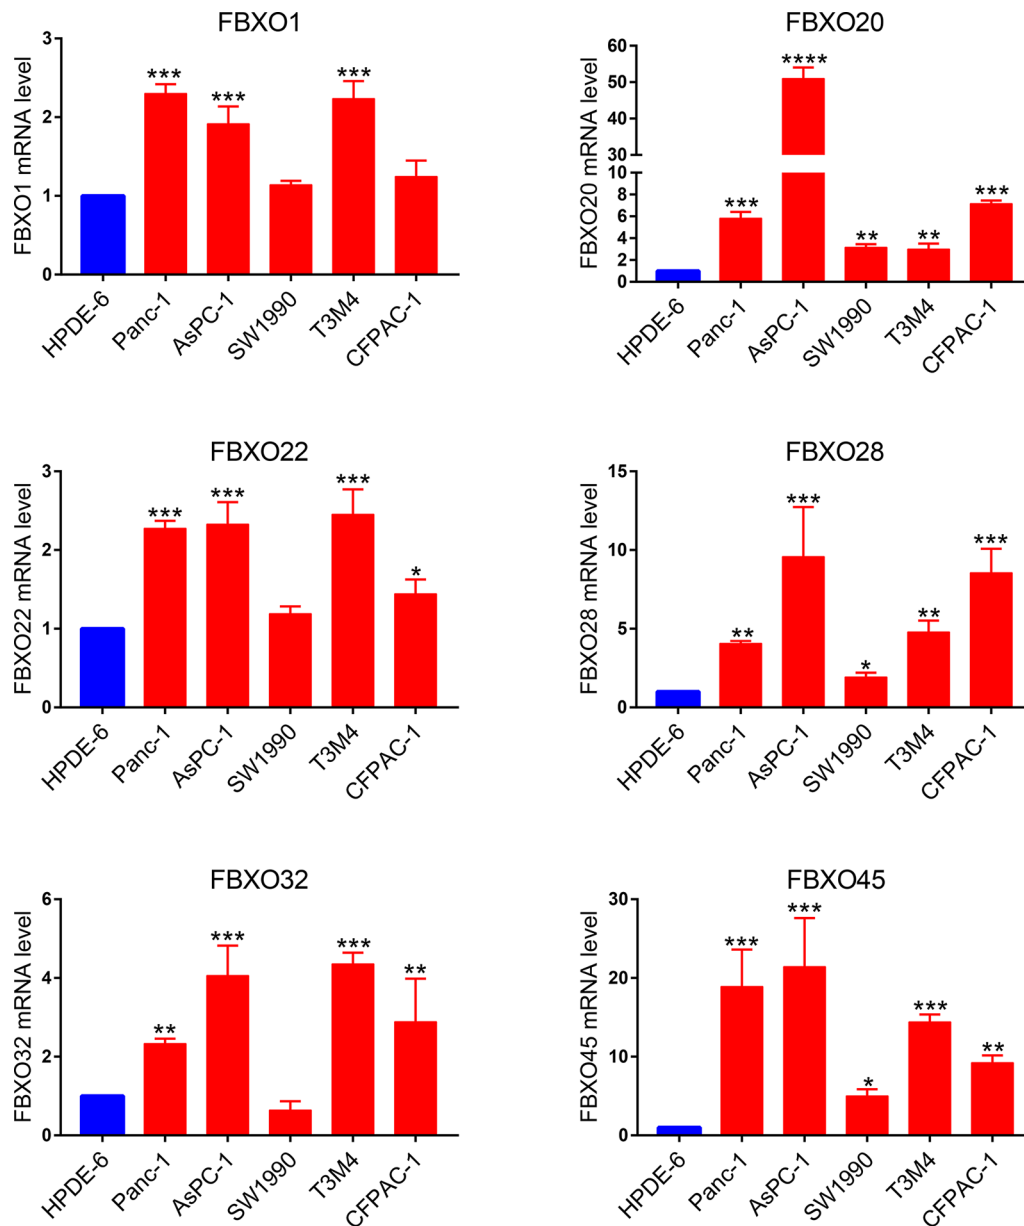 FBXO1
FBXO1 mRNA level
3
2
1
0
***
***
***
HPDE-6
Panc-1
AsPC-1
SW1990
T3M4
CFPAC-1
FBXO20
FBXO20 mRNA level
60
50
40
30
10
8
6
4
2
0
***
****
**
**
***
HPDE-6
Panc-1
AsPC-1
SW1990
T3M4
CFPAC-1
FBXO22
FBXO22 mRNA level
3
2
1
0
***
***
***
*
HPDE-6
Panc-1
AsPC-1
SW1990
T3M4
CFPAC-1
FBXO28
FBXO28 mRNA level
15
10
5
0
**
***
*
**
***
HPDE-6
Panc-1
AsPC-1
SW1990
T3M4
CFPAC-1
FBXO32
FBXO32 mRNA level
6
4
2
0
**
***
***
**
HPDE-6
Panc-1
AsPC-1
SW1990
T3M4
CFPAC-1
FBXO45
FBXO45 mRNA level
30
20
10
0
***
***
*
***
**
HPDE-6
Panc-1
AsPC-1
SW1990
T3M4
CFPAC-1